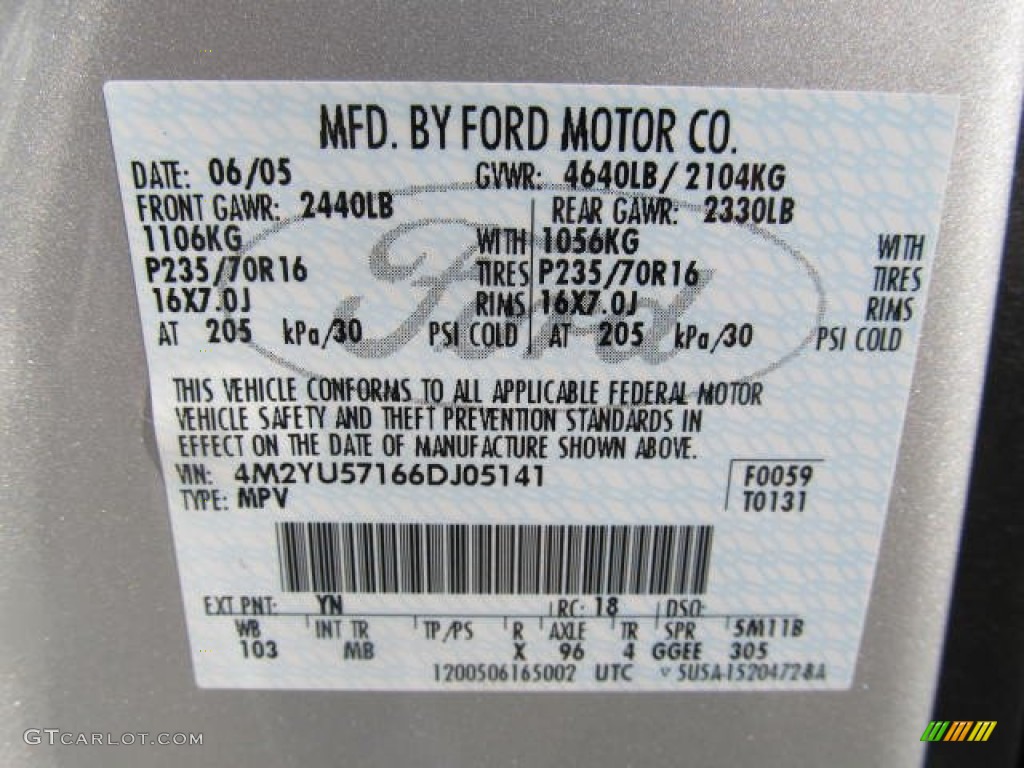 MFD. BY FORD MOTOR CO.
DATE: 06/05 GVWR: 4640LB/ 2104KG
FRONT GAWR: 2440LB REAR GAWR: 2330LB
1106KG WITH 1056KG WITH
P235/70R16 TIRES P235/70R16 TIRES
16X7.0J RIMS 16X7.0J RIMS
AT 205 kPa/30 PSI COLD AT 205 kPa/30 PSI COLD
Ford
THIS VEHICLE CONFORMS TO ALL APPLICABLE FEDERAL MOTOR
VEHICLE SAFETY AND THEFT PREVENTION STANDARDS IN
EFFECT ON THE DATE OF MANUFACTURE SHOWN ABOVE.
VIN: 4M2YU57166DJ05141 F0059
TYPE: MPV T0131
EXT PNT: YN RC: 18 DSO:
WB INT TR TP/PS R AXLE TR SPR 5M11B
103 MB X 96 4 GGEE 305
1200506165002 UTC ▽ 5U5A-1520472-BA
GTCARLOT.COM